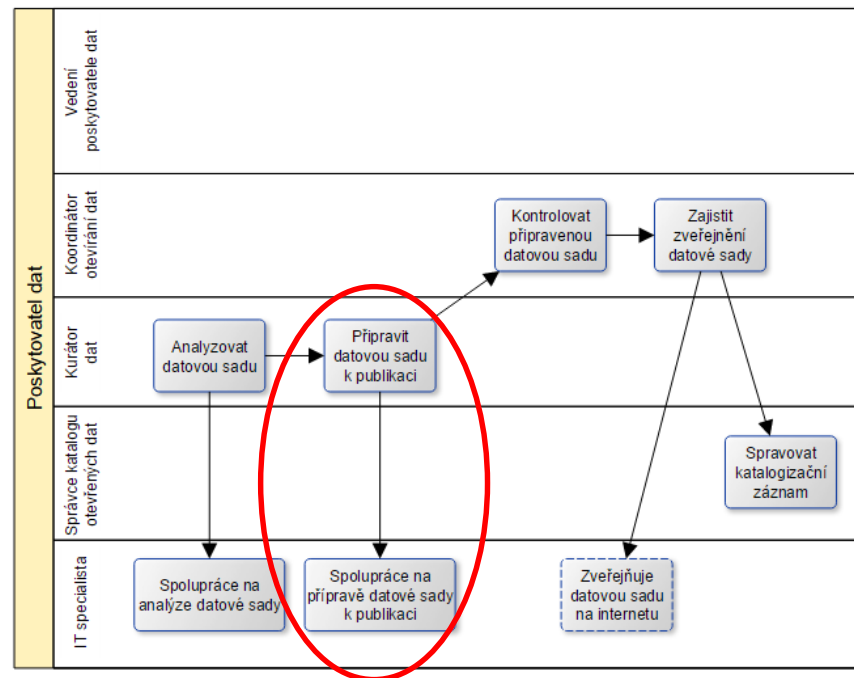 Poskytovatel dat
Vedení
poskytovatele dat
Koordinátor
otevírání dat
Kontrolovat
připravenou
datovou sadu
Zajistit
zveřejnění
datové sady
Kurátor
dat
Analyzovat
datovou sadu
Připravit
datovou sadu
k publikaci
Správce katalogu
otevřených dat
Spravovat
katalogizační
záznam
IT specialista
Spolupráce na
analýze datové sady
Spolupráce na
přípravě datové sady
k publikaci
Zveřejňuje
datovou sadu
na internetu